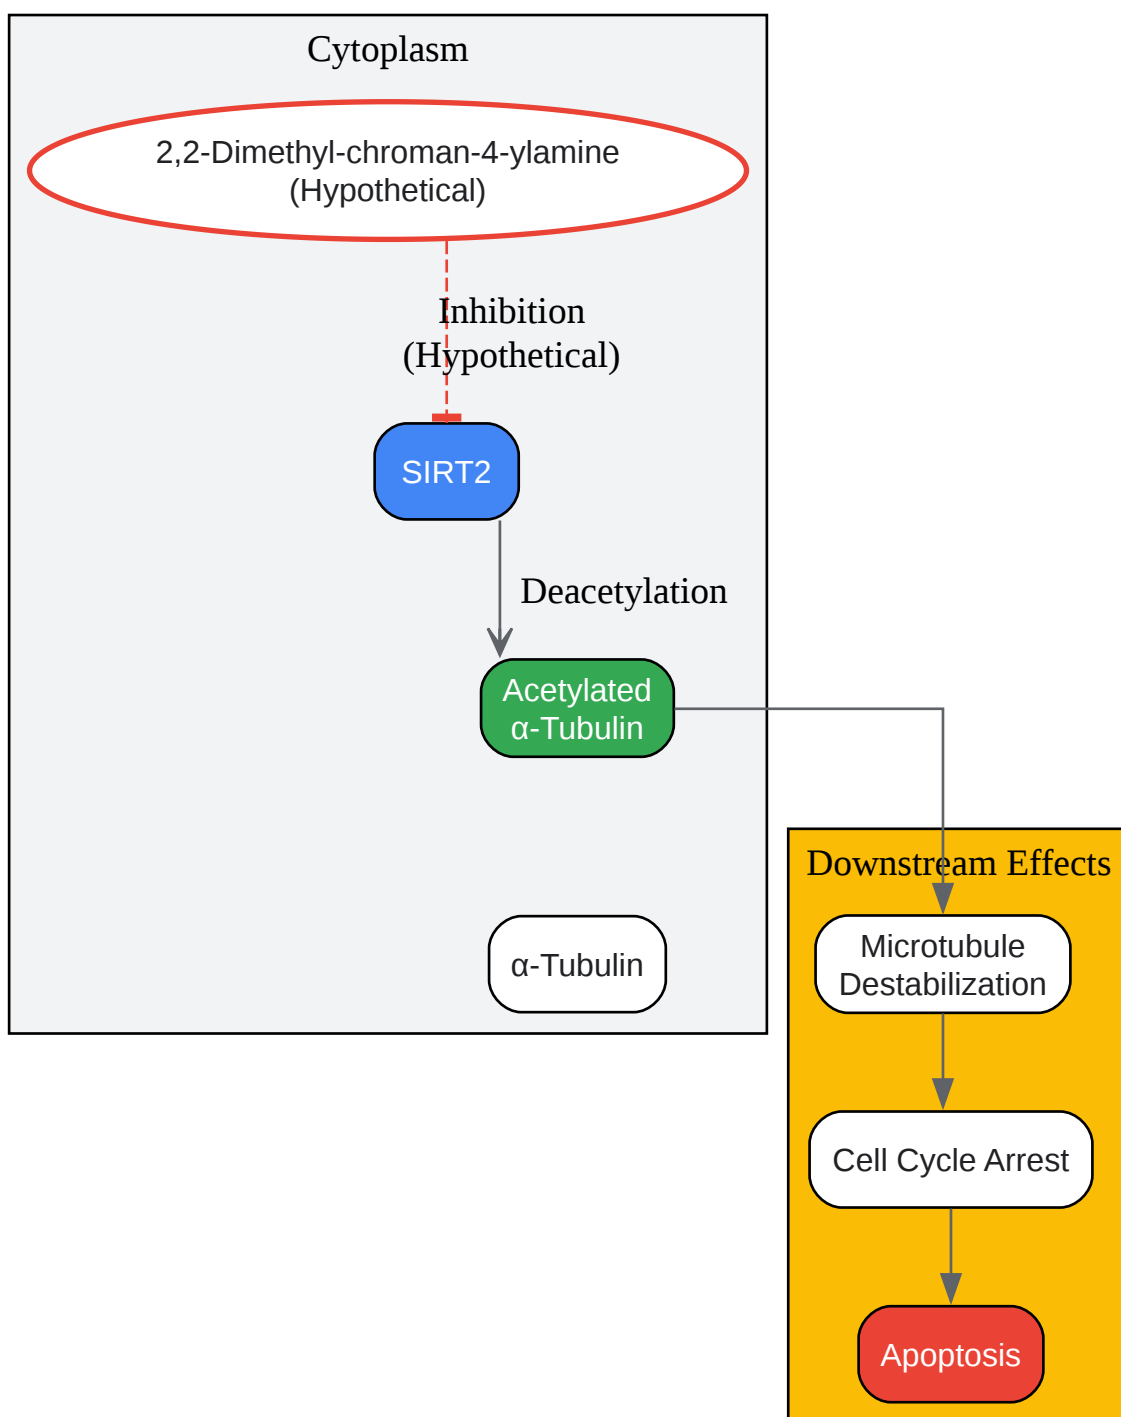 Cytoplasm
2,2-Dimethyl-chroman-4-ylamine
(Hypothetical)
Inhibition
(Hypothetical)
SIRT2
Deacetylation
Acetylated
α-Tubulin
Downstream Effects
α-Tubulin
Microtubule
Destabilization
Cell Cycle Arrest
Apoptosis